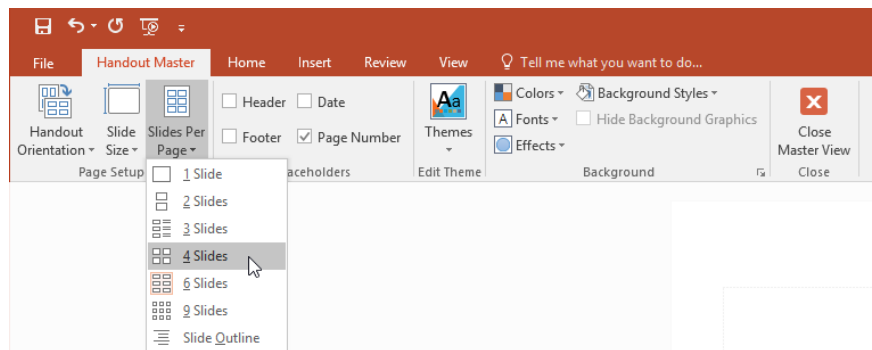 File Handout Master Home Insert Review View Tell me what you want to do...
Handout Orientation
Slide Size
Slides Per Page
Header Date
Footer Page Number
Aa
Themes
Colors Background Styles
A Fonts Hide Background Graphics
Effects
Close Master View
Page Setup aceholders Edit Theme Background Close
1 Slide
2 Slides
3 Slides
4 Slides
6 Slides
9 Slides
Slide Outline